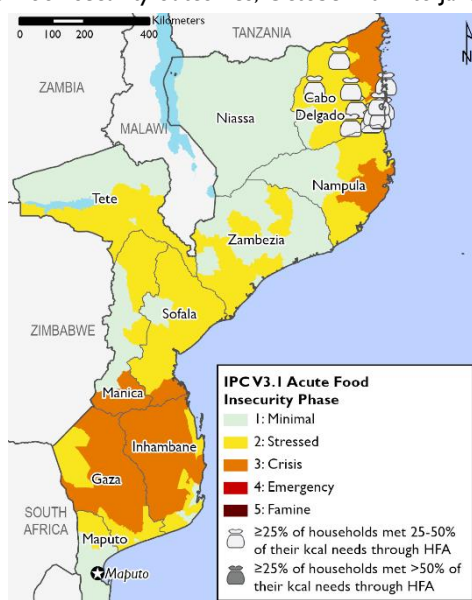 0 100 200 400 Kilometers
TANZANIA
N
ZAMBIA
MALAWI
Niassa
Cabo
Delgado
Nampula
Tete
Zambezia
Sofala
ZIMBABWE
Manica
Inhambane
Gaza
SOUTH
AFRICA
Maputo
Maputo
IPC V3.1 Acute Food
Insecurity Phase
1: Minimal
2: Stressed
3: Crisis
4: Emergency
5: Famine
≥25% of households met 25-50%
of their kcal needs through HFA
≥25% of households met >50% of
their kcal needs through HFA